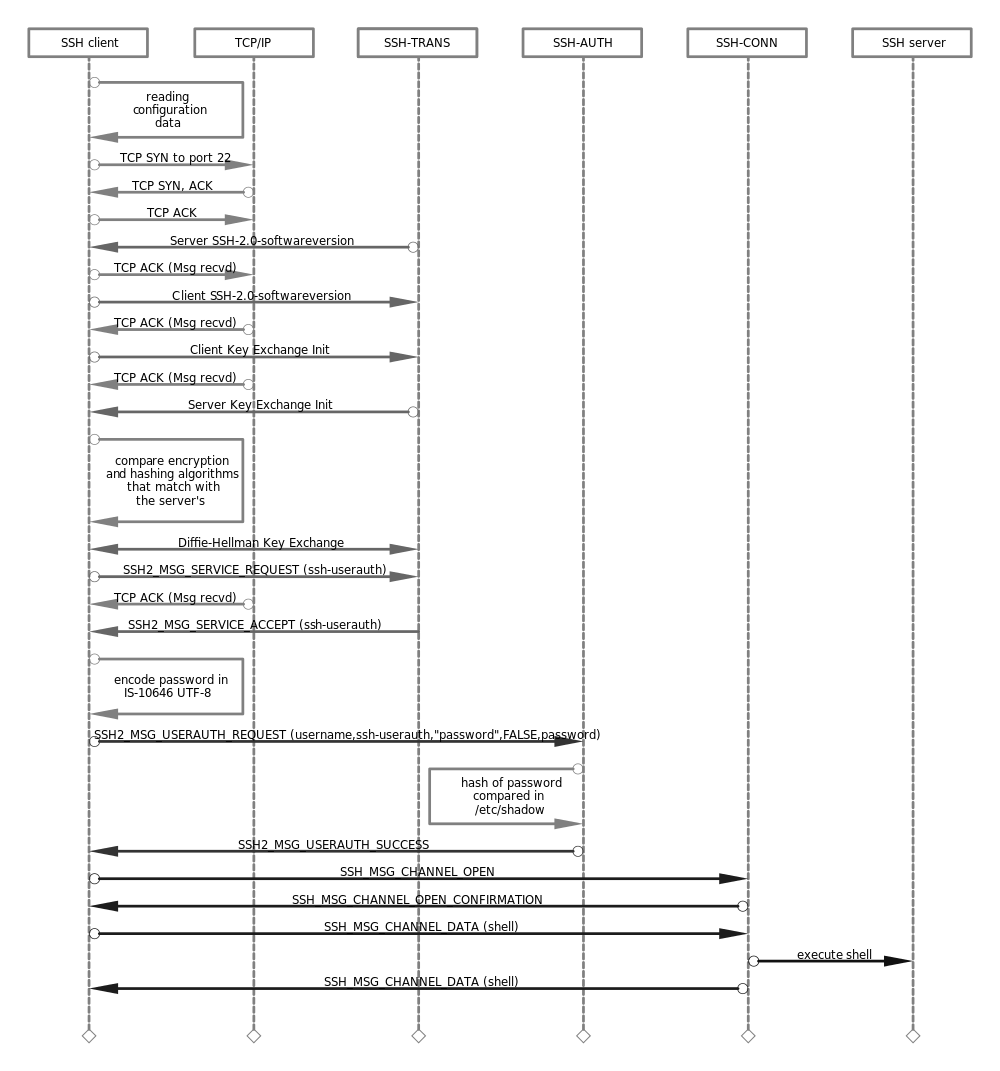 SSH client
TCP/IP
SSH-TRANS
SSH-AUTH
SSH-CONN
SSH server
reading
configuration
data
TCP SYN to port 22
TCP SYN, ACK
TCP ACK
Server SSH-2.0-softwareversion
TCP ACK (Msg recvd)
Client SSH-2.0-softwareversion
TCP ACK (Msg recvd)
Client Key Exchange Init
TCP ACK (Msg recvd)
Server Key Exchange Init
compare encryption
and hashing algorithms
that match with
the server's
Diffie-Hellman Key Exchange
SSH2_MSG_SERVICE_REQUEST (ssh-userauth)
TCP ACK (Msg recvd)
SSH2_MSG_SERVICE_ACCEPT (ssh-userauth)
encode password in
IS-10646 UTF-8
SSH2_MSG_USERAUTH_REQUEST (username,ssh-userauth,"password",FALSE,password)
hash of password
compared in
/etc/shadow
SSH2_MSG_USERAUTH_SUCCESS
SSH_MSG_CHANNEL_OPEN
SSH_MSG_CHANNEL_OPEN_CONFIRMATION
SSH_MSG_CHANNEL_DATA (shell)
execute shell
SSH_MSG_CHANNEL_DATA (shell)